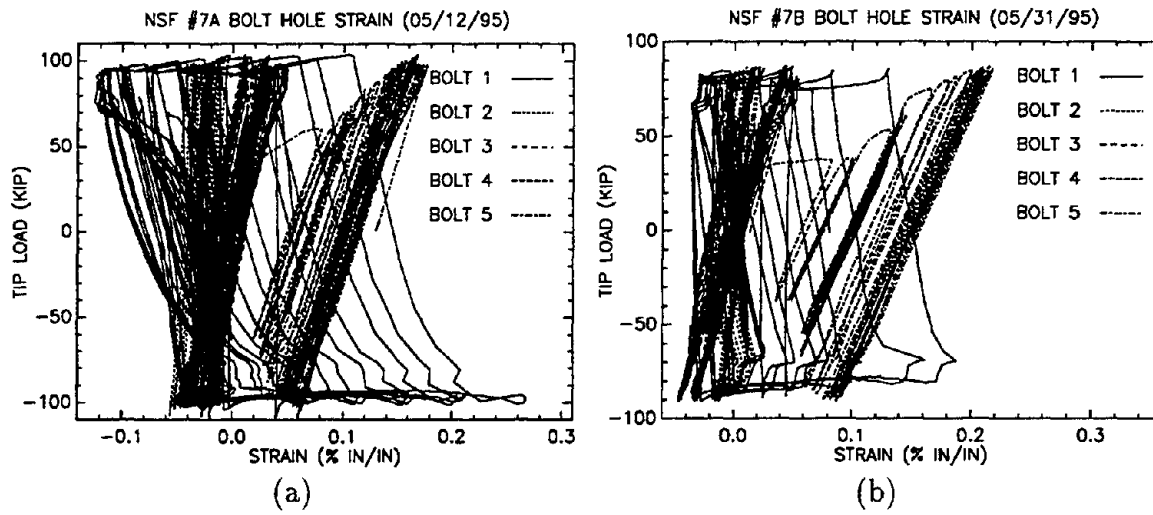 NSF #7A BOLT HOLE STRAIN (05/12/95)
100
50
0
−50
−100
TIP LOAD (KIP)
BOLT 1
BOLT 2
BOLT 3
BOLT 4
BOLT 5
−0.1
0.0
0.1
0.2
0.3
STRAIN (% IN/IN)
(a)
NSF #7B BOLT HOLE STRAIN (05/31/95)
100
50
0
−50
−100
TIP LOAD (KIP)
BOLT 1
BOLT 2
BOLT 3
BOLT 4
BOLT 5
0.0
0.1
0.2
0.3
STRAIN (% IN/IN)
(b)